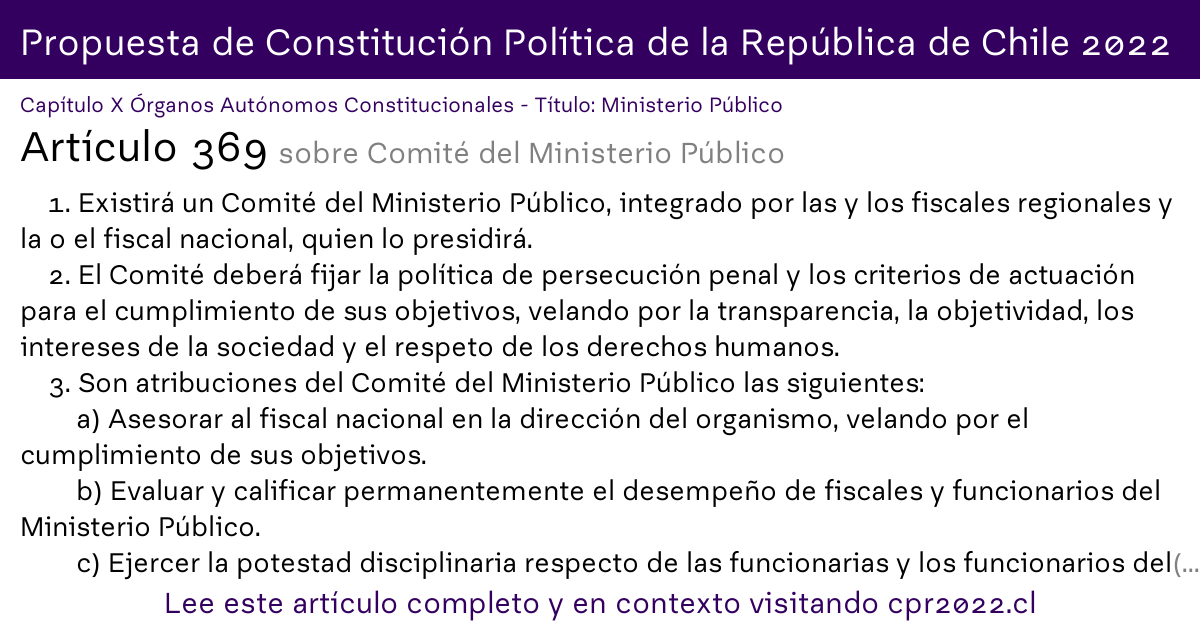 Propuesta de Constitución Política de la República de Chile 2022
Capítulo X Órganos Autónomos Constitucionales - Título: Ministerio Público
Artículo 369 sobre Comité del Ministerio Público
1. Existirá un Comité del Ministerio Público, integrado por las y los fiscales regionales y
la o el fiscal nacional, quien lo presidirá.
2. El Comité deberá fijar la política de persecución penal y los criterios de actuación
para el cumplimiento de sus objetivos, velando por la transparencia, la objetividad, los
intereses de la sociedad y el respeto de los derechos humanos.
3. Son atribuciones del Comité del Ministerio Público las siguientes:
a) Asesorar al fiscal nacional en la dirección del organismo, velando por el
cumplimiento de sus objetivos.
b) Evaluar y calificar permanentemente el desempeño de fiscales y funcionarios del
Ministerio Público.
c) Ejercer la potestad disciplinaria respecto de las funcionarias y los funcionarios del(...
Lee este artículo completo y en contexto visitando cpr2022.cl